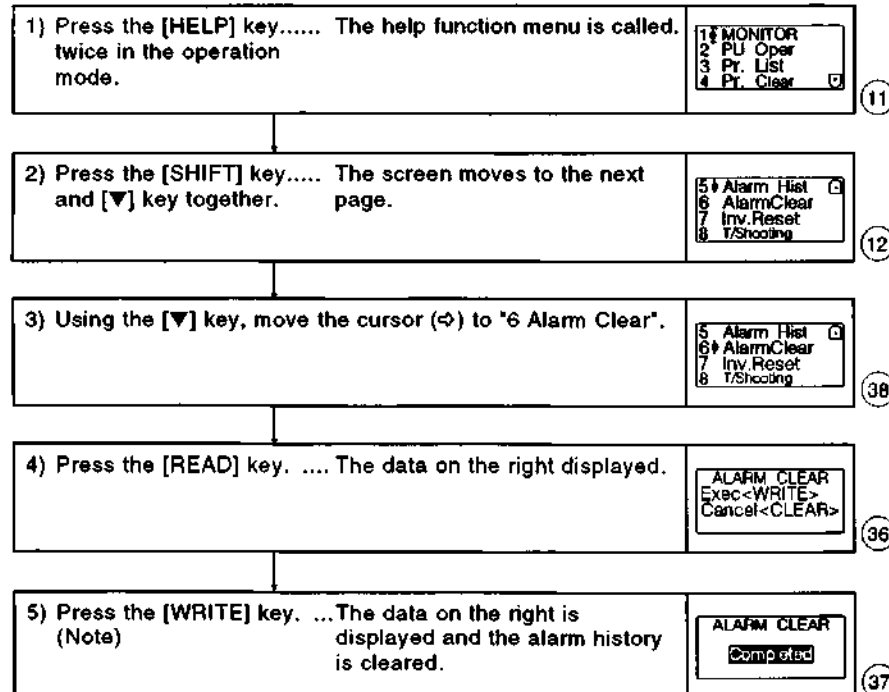 1) Press the [HELP] key...... The help function menu is called.
twice in the operation
mode.
1 MONITOR
2 PU Oper
3 Pr. List
4 Pr. Clear
11
2) Press the [SHIFT] key..... The screen moves to the next
and [▼] key together. page.
5 Alarm Hist
6 AlarmClear
7 Inv.Reset
8 T/Shooting
12
3) Using the [▼] key, move the cursor (⇨) to "6 Alarm Clear".
5 Alarm Hist
6 AlarmClear
7 Inv.Reset
8 T/Shooting
38
4) Press the [READ] key. .... The data on the right displayed.
ALARM CLEAR
Exec<WRITE>
Cancel<CLEAR>
36
5) Press the [WRITE] key. ...The data on the right is
(Note) displayed and the alarm history
is cleared.
ALARM CLEAR
Completed
37